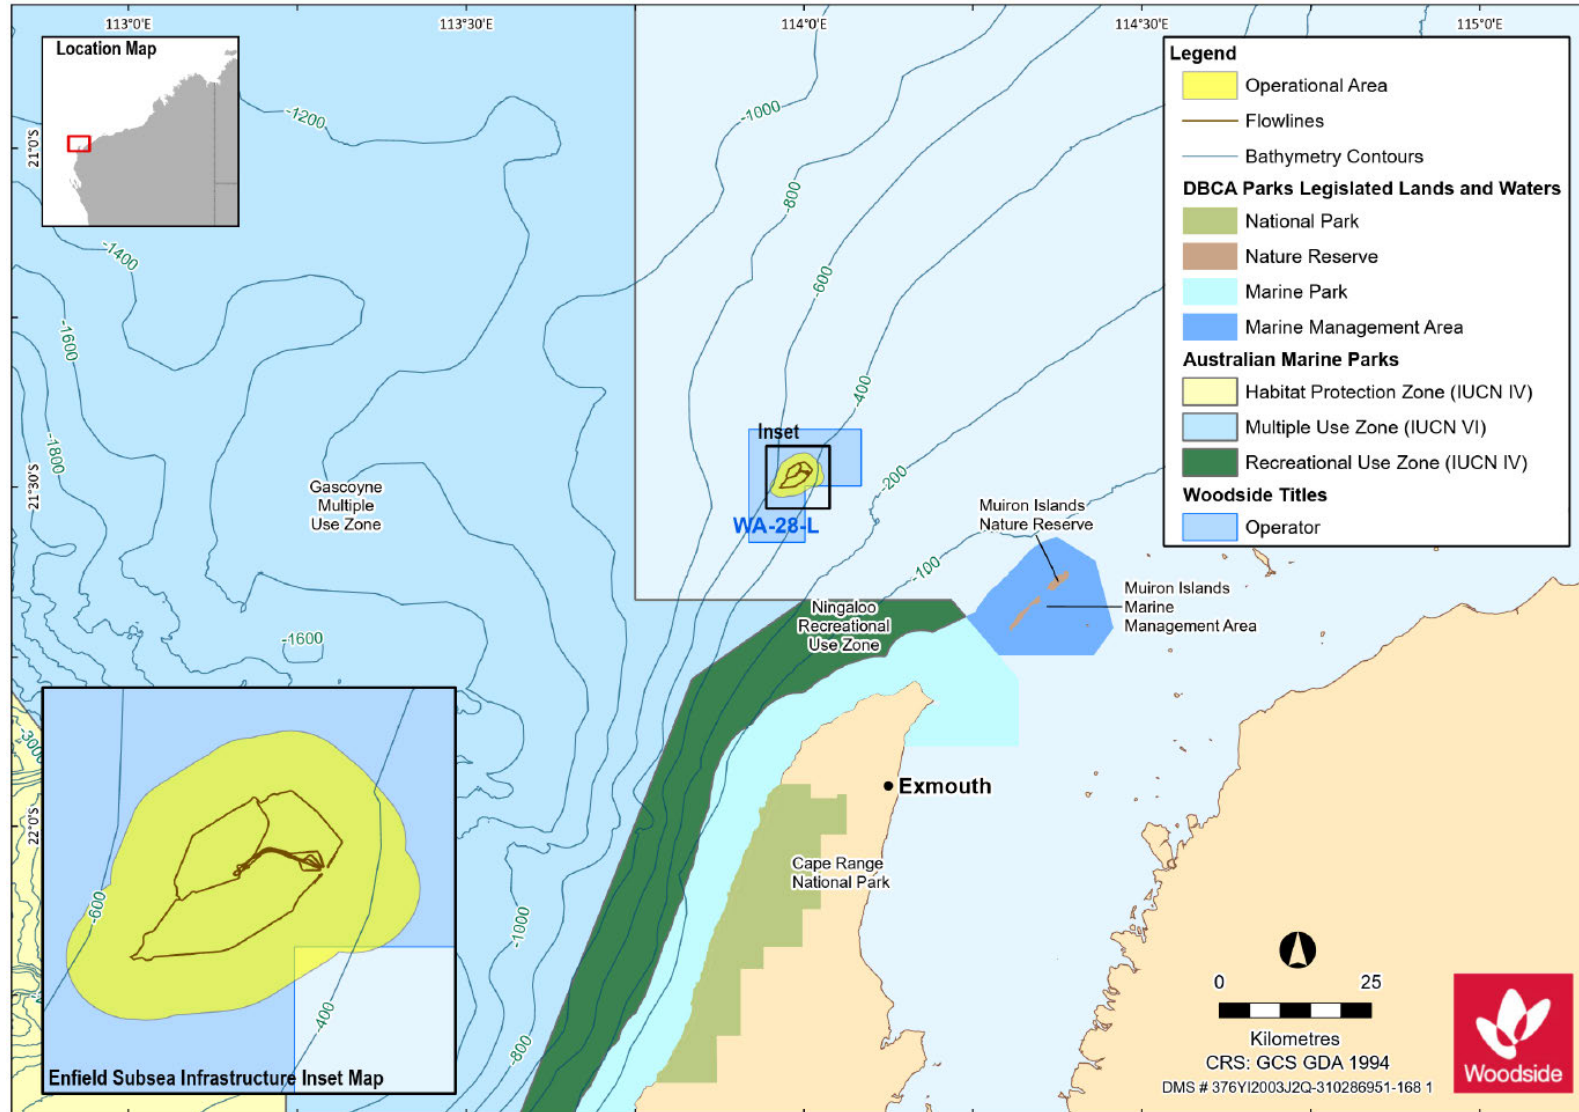 113°0'E
113°30'E
114°0'E
114°30'E
115°0'E
Location Map
21°0'S
21°30'S
22°0'S
-1200
-1000
-800
-600
-400
-200
-100
-1400
-1600
-1800
-1600
-3000
-1000
-800
Gascoyne
Multiple
Use Zone
Inset
WA-28-L
Muiron Islands
Nature Reserve
Muiron Islands
Marine
Management Area
Ningaloo
Recreational
Use Zone
Exmouth
Cape Range
National Park
Legend
Operational Area
Flowlines
Bathymetry Contours
DBCA Parks Legislated Lands and Waters
National Park
Nature Reserve
Marine Park
Marine Management Area
Australian Marine Parks
Habitat Protection Zone (IUCN IV)
Multiple Use Zone (IUCN VI)
Recreational Use Zone (IUCN IV)
Woodside Titles
Operator
-600
-400
Enfield Subsea Infrastructure Inset Map
0 25
Kilometres
CRS: GCS GDA 1994
DMS # 376YI2003J2Q-310286951-168 1
Woodside